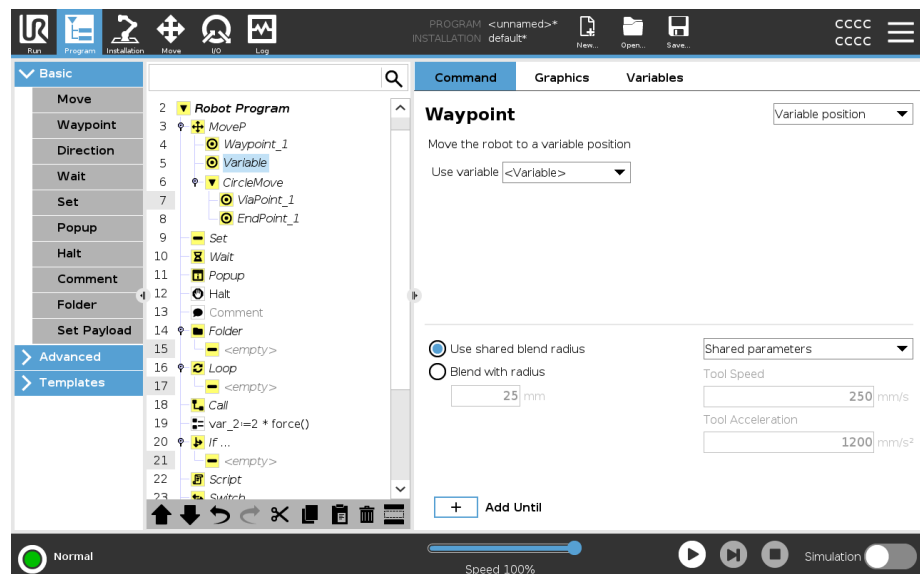 PROGRAM <unnamed>*
INSTALLATION default*
CCCC
CCCC
Run
Program
Installation
Move
I/O
Log
New...
Open...
Save...
Basic
Move
Waypoint
Direction
Wait
Set
Popup
Halt
Comment
Folder
Set Payload
Advanced
Templates
2 Robot Program
3 MoveP
4 Waypoint_1
5 Variable
6 CircleMove
7 ViaPoint_1
8 EndPoint_1
9 Set
10 Wait
11 Popup
12 Halt
13 Comment
14 Folder
15 <empty>
16 Loop
17 <empty>
18 Call
19 var_2:=2 * force()
20 If ...
21 <empty>
22 Script
23 Switch
Command
Graphics
Variables
Waypoint
Variable position
Move the robot to a variable position
Use variable <Variable>
Use shared blend radius
Shared parameters
Blend with radius
Tool Speed
25 mm
250 mm/s
Tool Acceleration
1200 mm/s²
+ Add Until
Normal
Speed 100%
Simulation